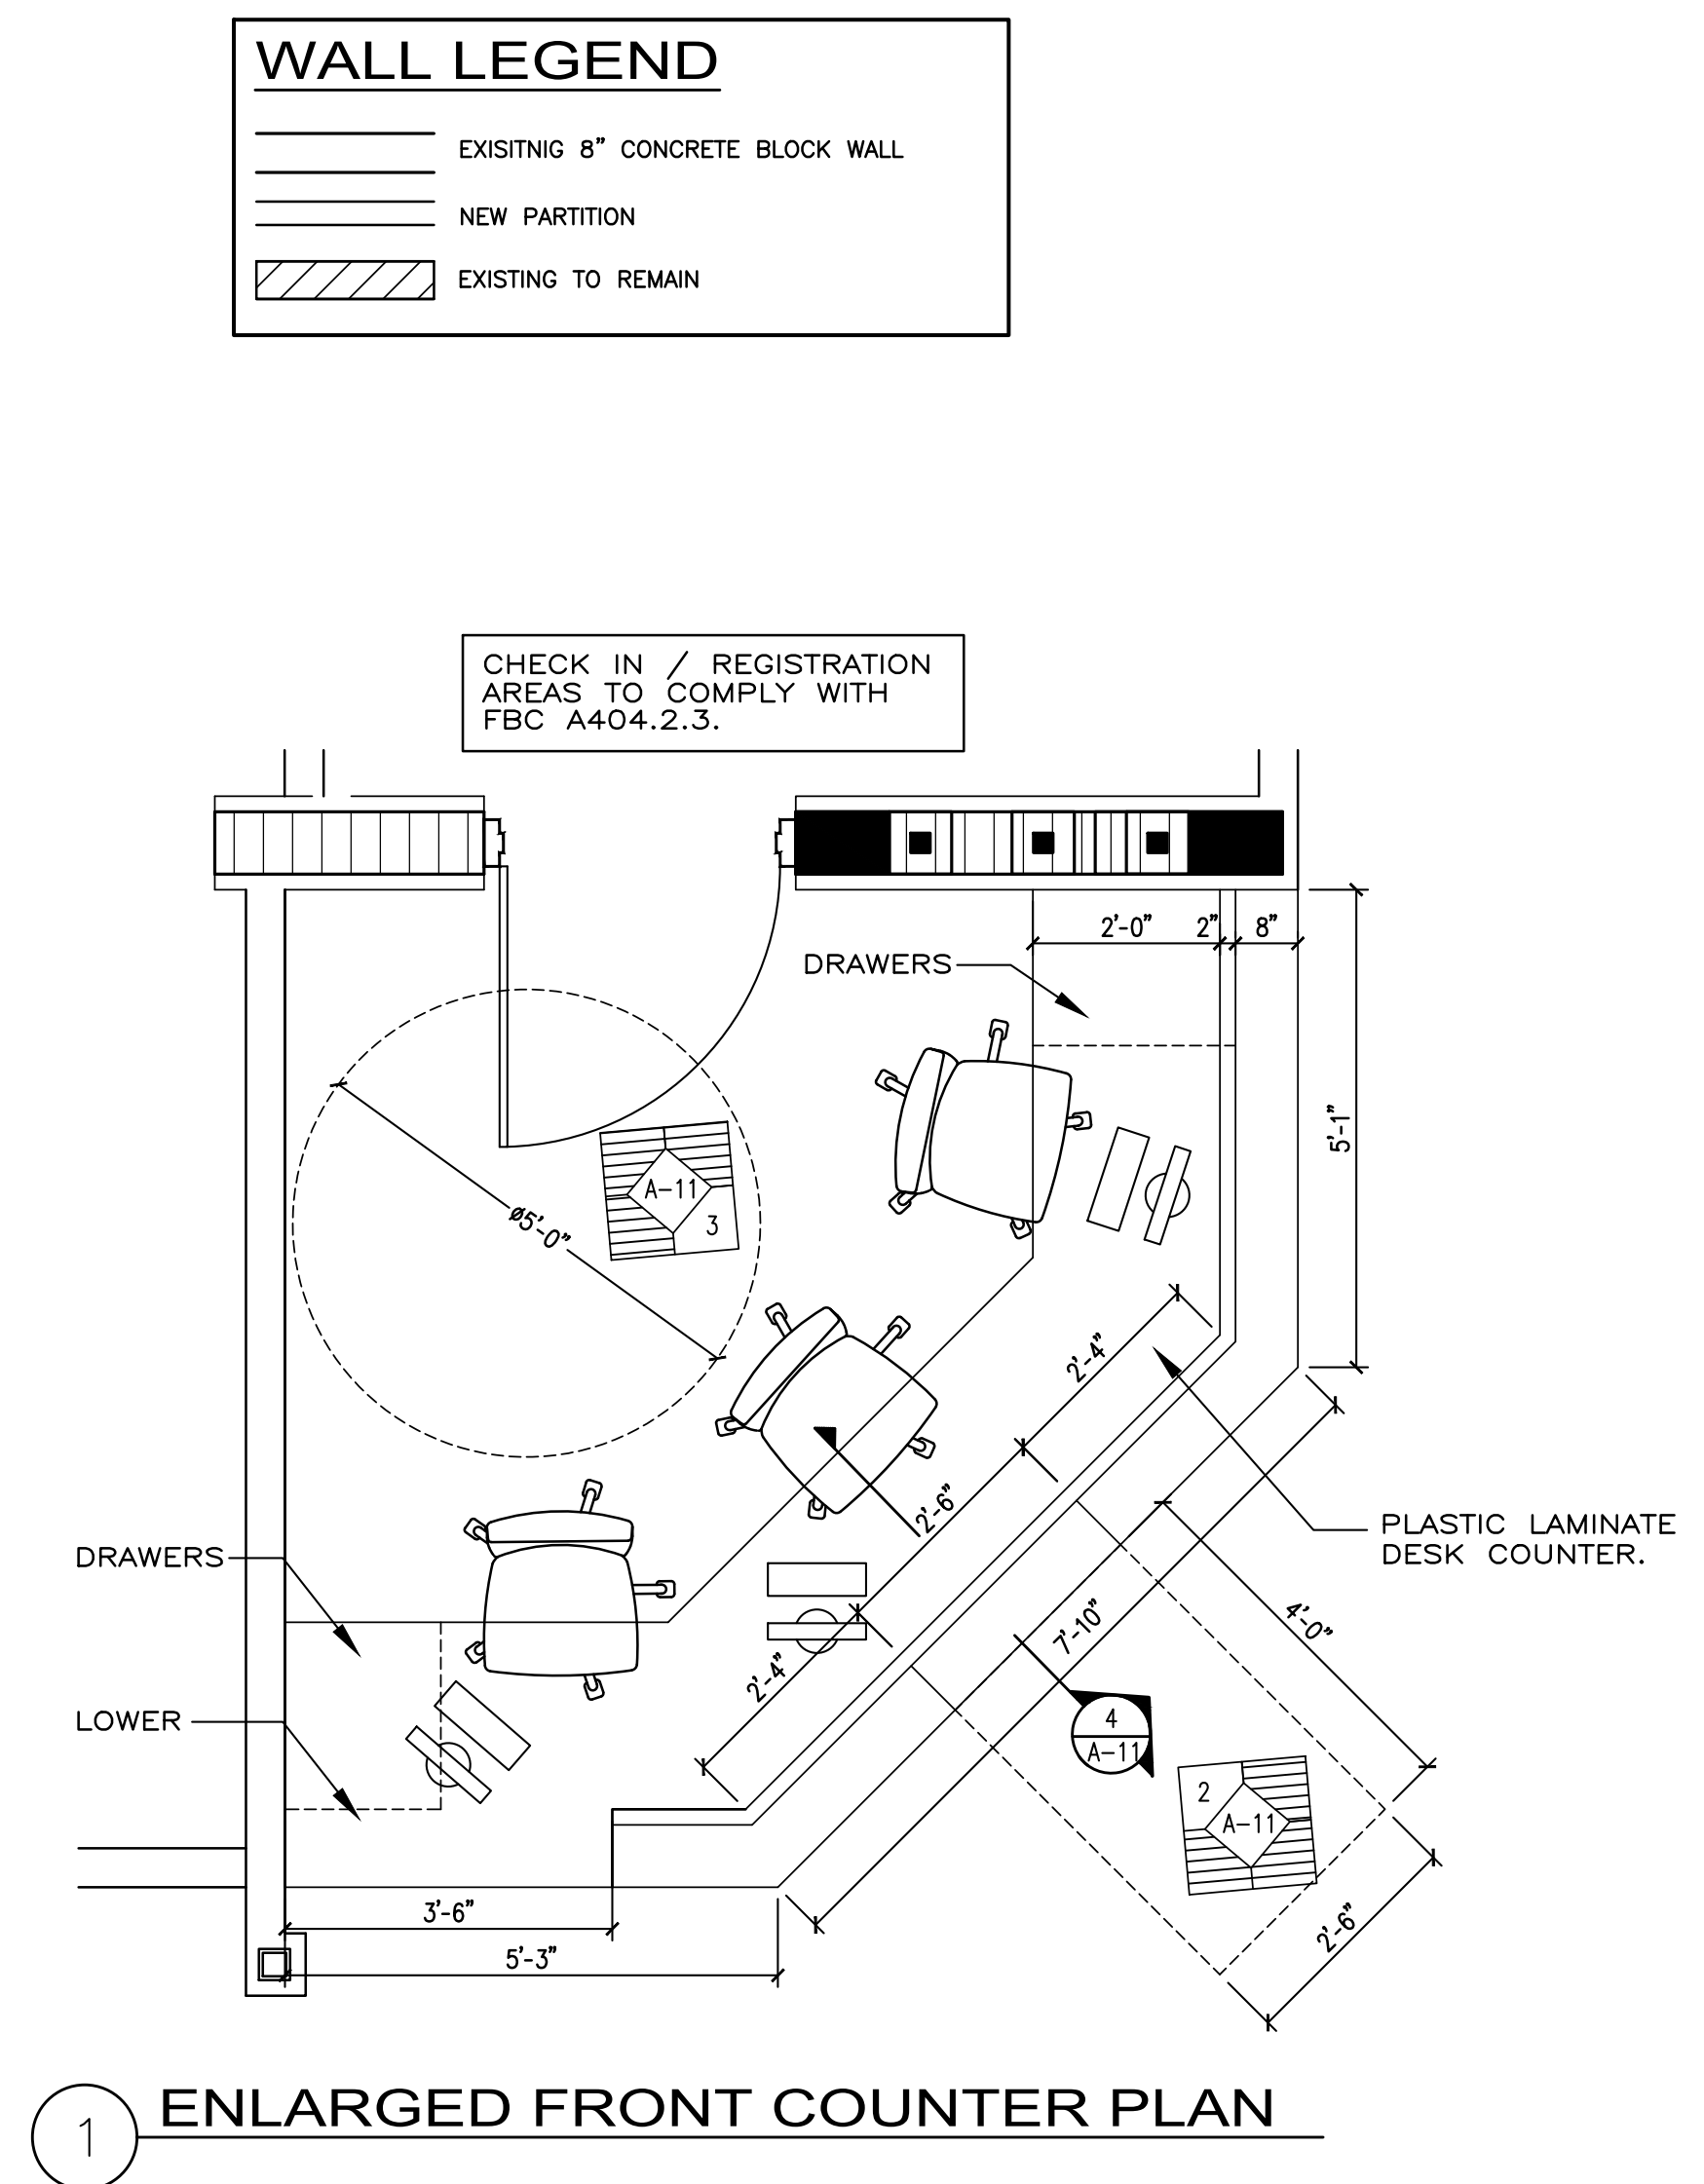 WALL LEGEND
EXISITNIG 8" CONCRETE BLOCK WALL
NEW PARTITION
EXISTING TO REMAIN
CHECK IN / REGISTRATION
AREAS TO COMPLY WITH
FBC A404.2.3.
2'-0" 2" 8"
DRAWERS
5'-1"
A-11
3
ø5'-0"
2'-4"
2'-6"
PLASTIC LAMINATE
DESK COUNTER.
DRAWERS
4'-0"
7'-10"
2'-4"
LOWER
4
A-11
2
A-11
3'-6"
2'-6"
5'-3"
1 ENLARGED FRONT COUNTER PLAN